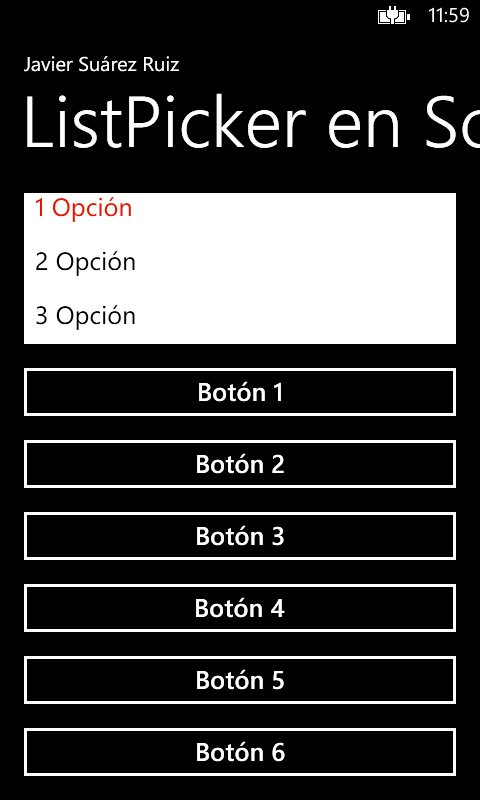 11:59
Javier Suárez Ruiz
ListPicker en Sc
1 Opción
2 Opción
3 Opción
Botón 1
Botón 2
Botón 3
Botón 4
Botón 5
Botón 6